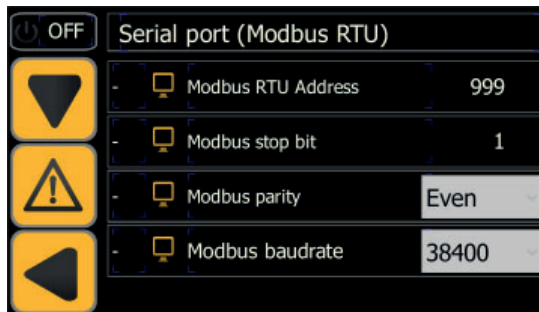 OFF Serial port (Modbus RTU)
- Modbus RTU Address 999
- Modbus stop bit 1
- Modbus parity Even
- Modbus baudrate 38400